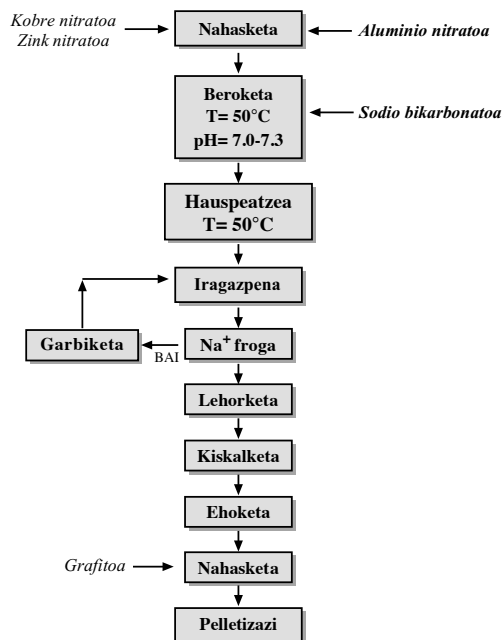 Kobre nitratoa
Zink nitratoa
Nahasketa
Aluminio nitratoa
Beroketa
T= 50°C
pH= 7.0-7.3
Sodio bikarbonatoa
Hauspeatzea
T= 50°C
Iragazpena
Garbiketa
BAI
Na+ froga
Lehorketa
Kiskalketa
Ehoketa
Grafitoa
Nahasketa
Pelletizazi